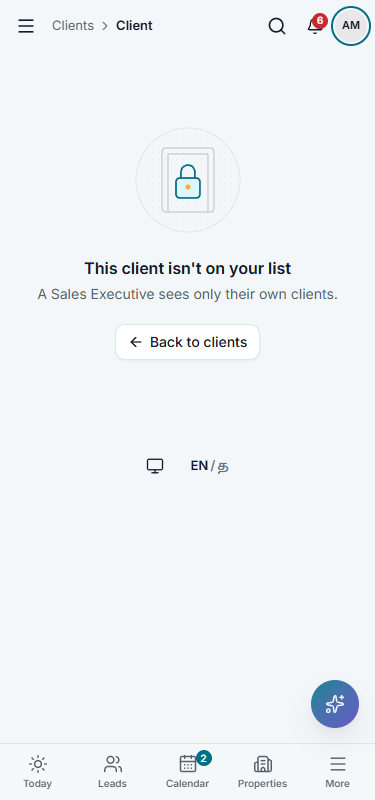 Clients > Client
6
AM
This client isn't on your list
A Sales Executive sees only their own clients.
← Back to clients
EN / த
2
Today
Leads
Calendar
Properties
More